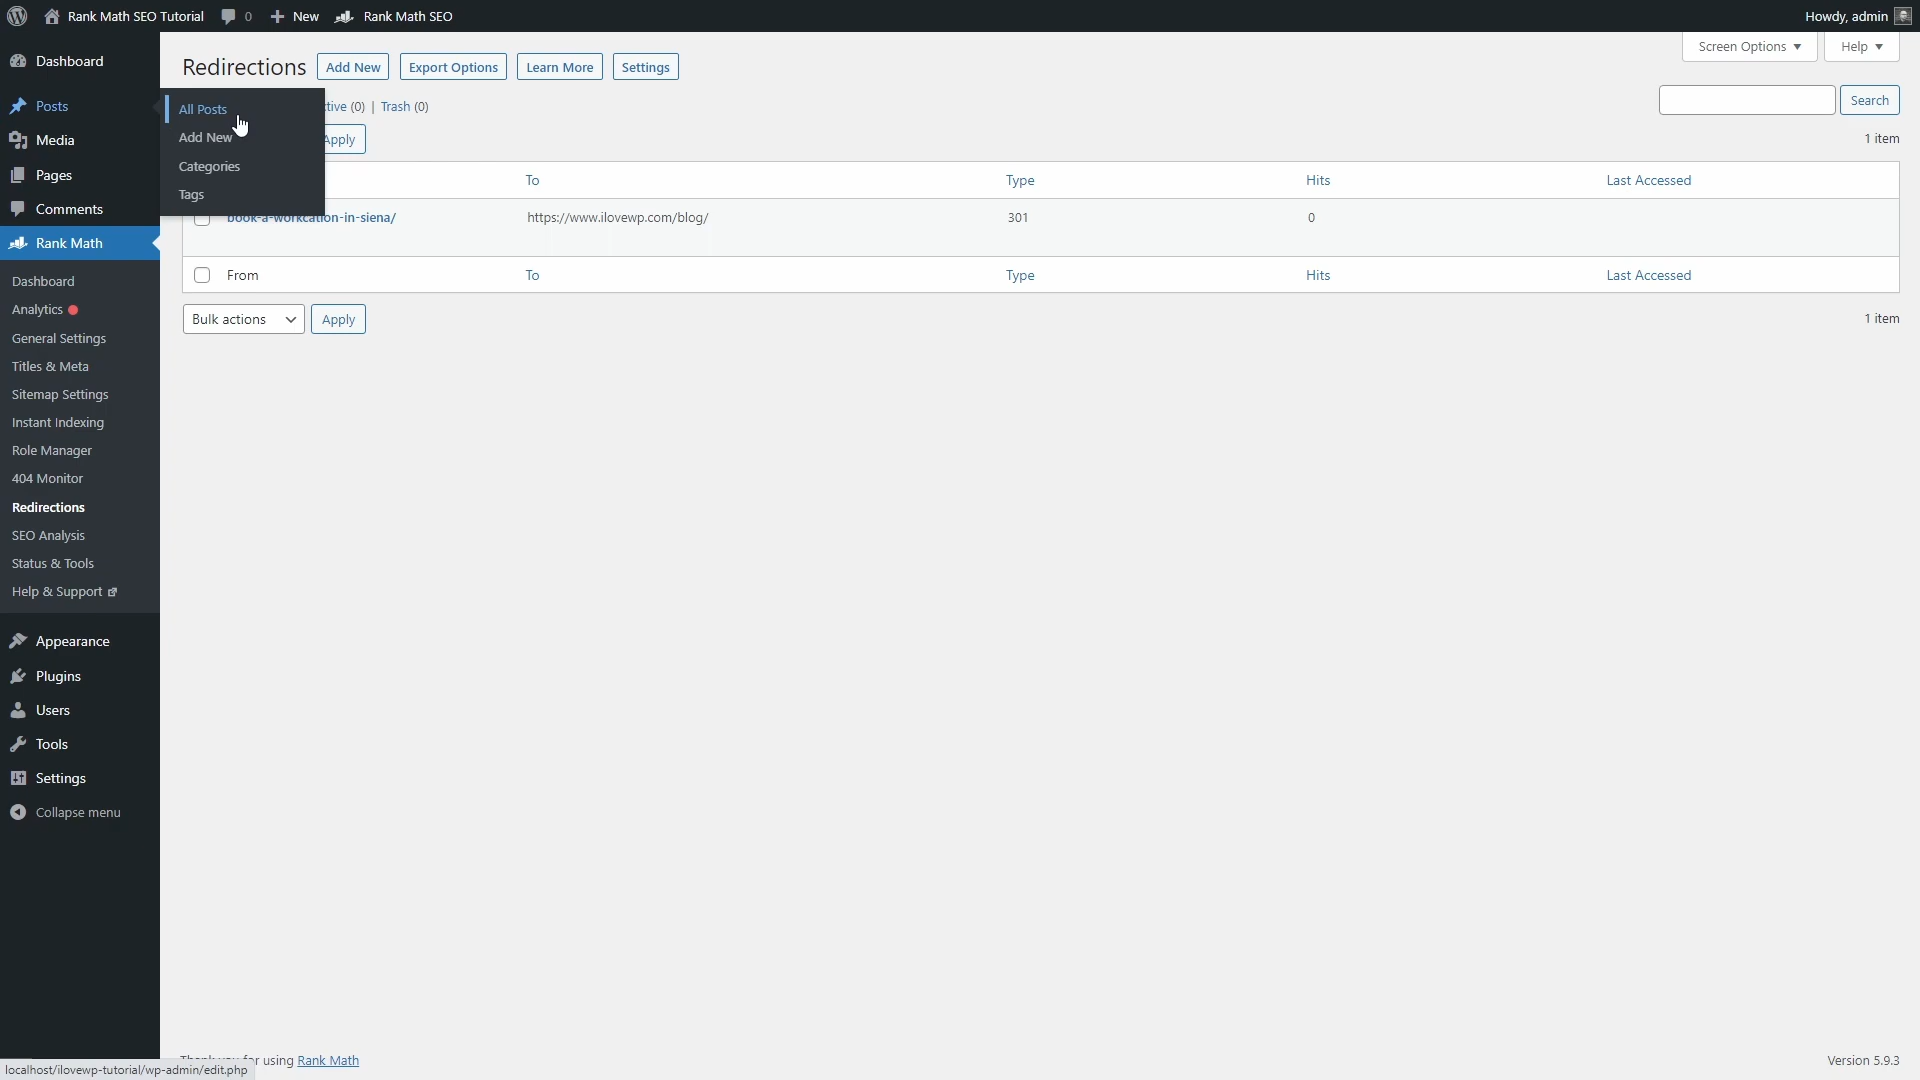 Rank Math SEO Tutorial 0 New Rank Math SEO Howdy, admin
Screen Options Help
Dashboard
Posts
Media
Pages
Comments
Rank Math
Dashboard
Analytics
General Settings
Titles & Meta
Sitemap Settings
Instant Indexing
Role Manager
404 Monitor
Redirections
SEO Analysis
Status & Tools
Help & Support
Appearance
Plugins
Users
Tools
Settings
Collapse menu
All Posts
Add New
Categories
Tags
Redirections Add New Export Options Learn More Settings
(0) | Trash (0)
Search
Apply 1 item
To Type Hits Last Accessed
book-a-workcation-in-siena/ https://www.ilovewp.com/blog/ 301 0
From To Type Hits Last Accessed
Bulk actions Apply 1 item
using Rank Math Version 5.9.3
localhost/ilovewp-tutorial/wp-admin/edit.php